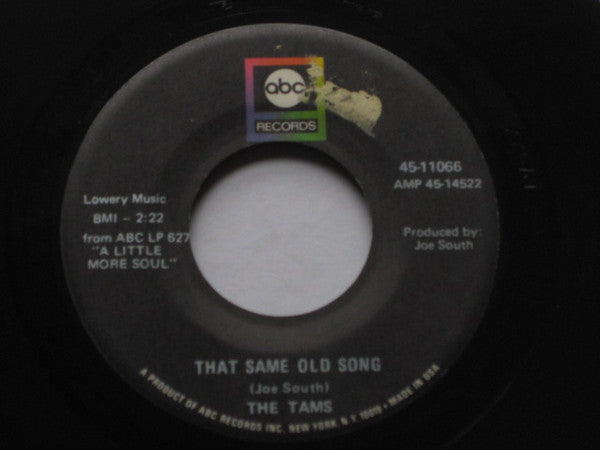 abc
RECORDS
45-11066
AMP 45-14522
Lowery Music
BMI - 2:22
from ABC LP 627
"A LITTLE
MORE SOUL"
Produced by:
Joe South
THAT SAME OLD SONG
(Joe South)
THE TAMS
A PRODUCT OF ABC RECORDS INC. NEW YORK, N.Y. 10019 • MADE IN USA